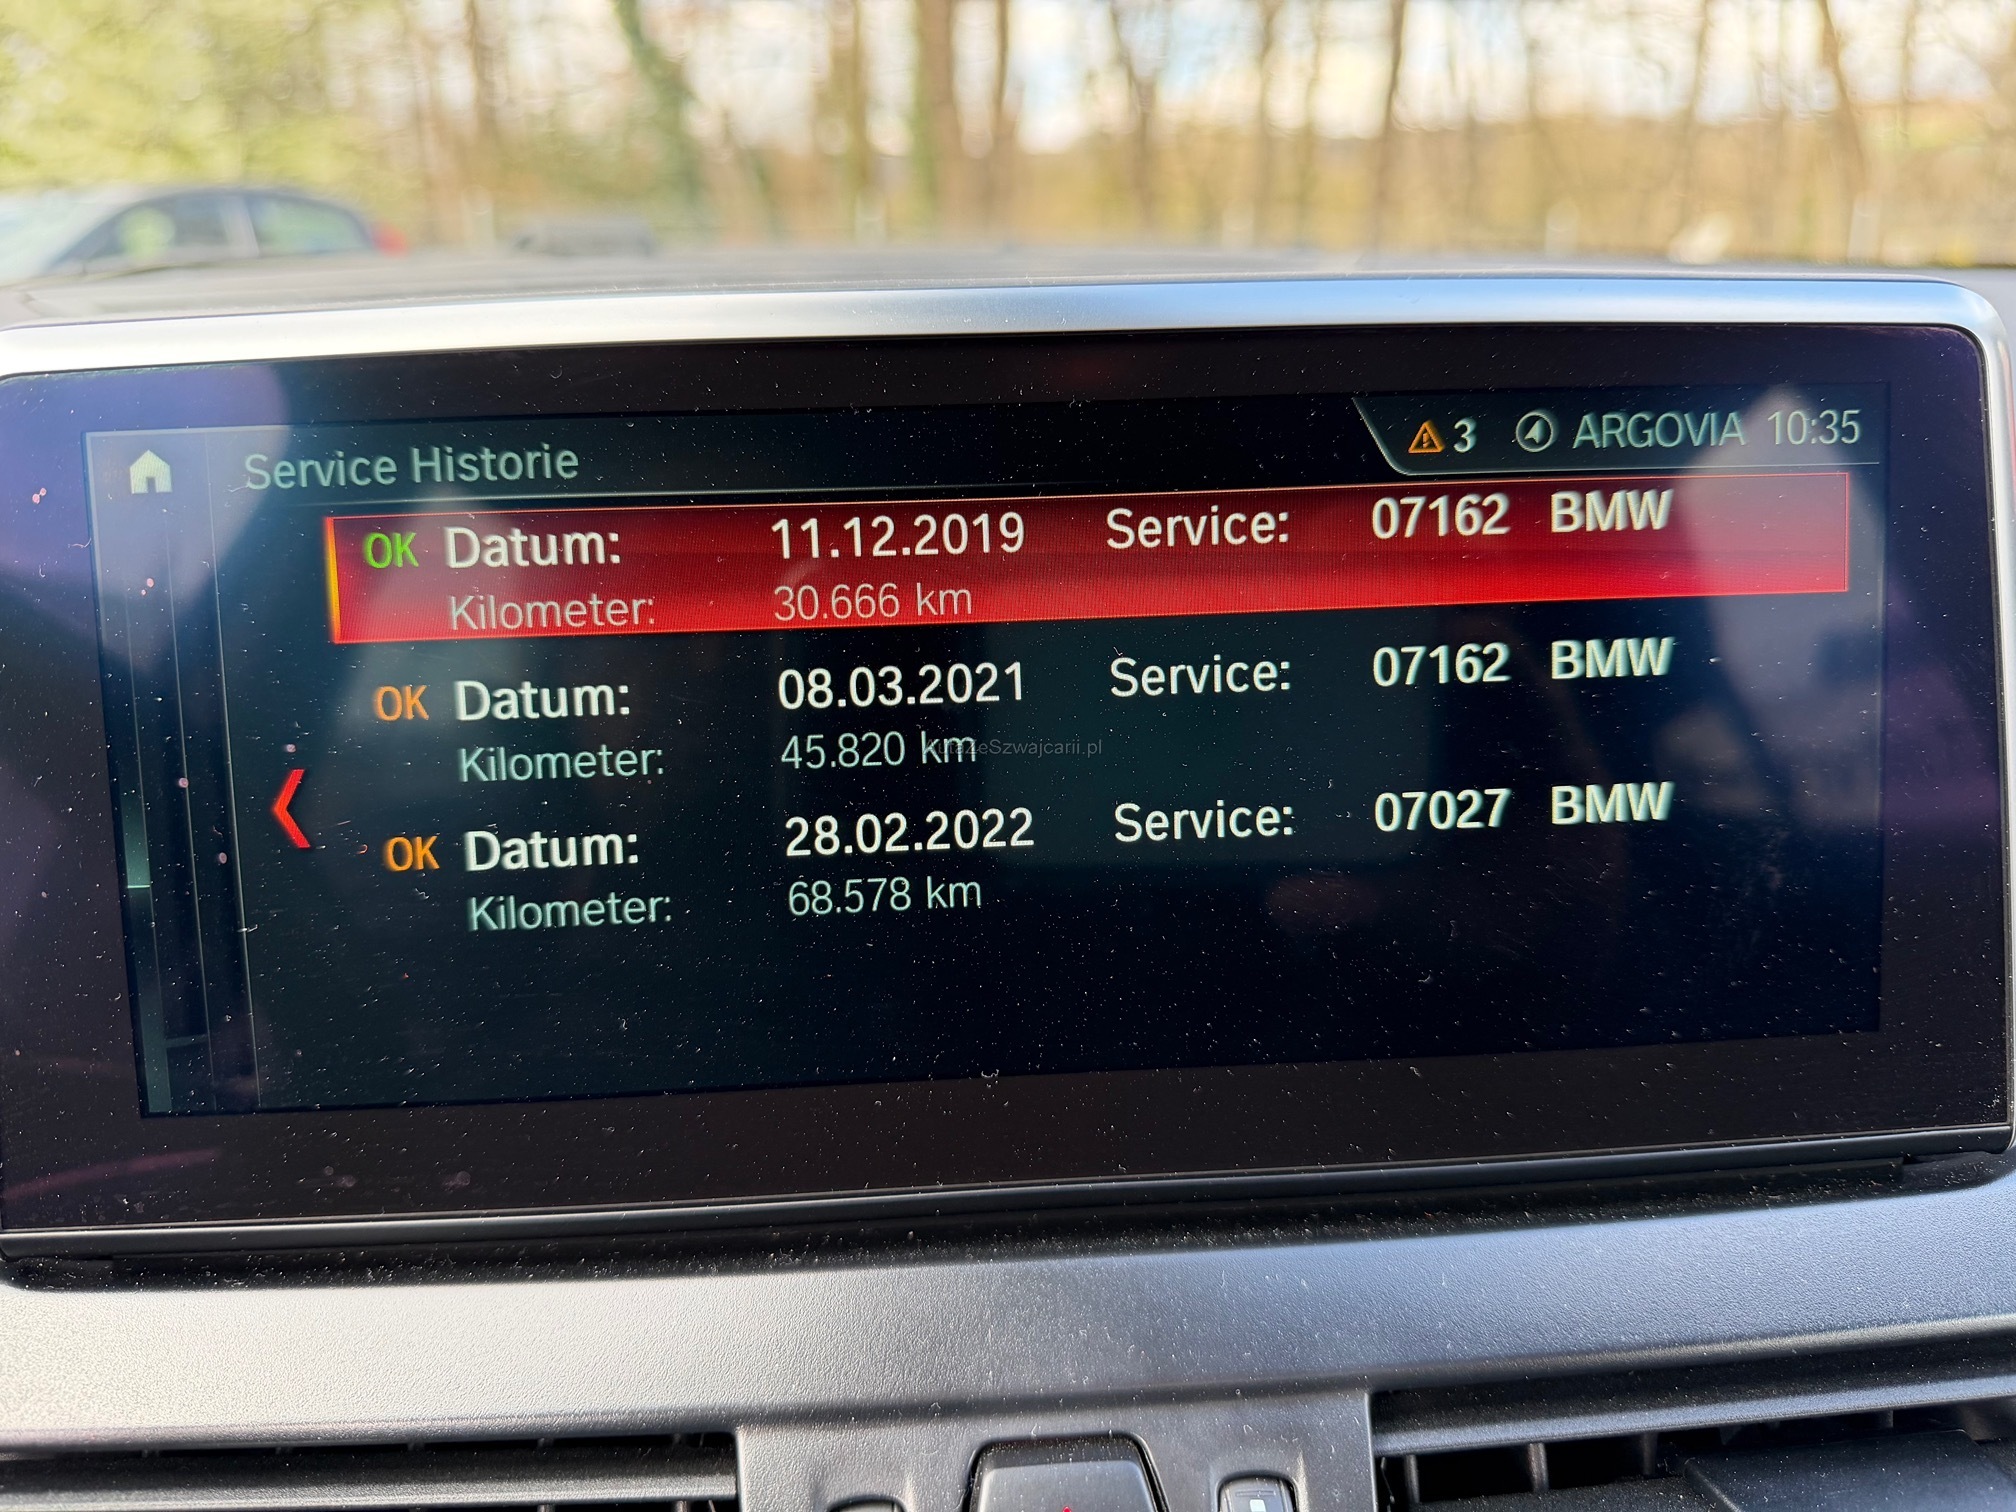 Service Historie
3 ARGOVIA 10:35
OK Datum: 11.12.2019 Service: 07162 BMW
Kilometer: 30.666 km
OK Datum: 08.03.2021 Service: 07162 BMW
Kilometer: 45.820 km
AutaZeSzwajcarii.pl
OK Datum: 28.02.2022 Service: 07027 BMW
Kilometer: 68.578 km